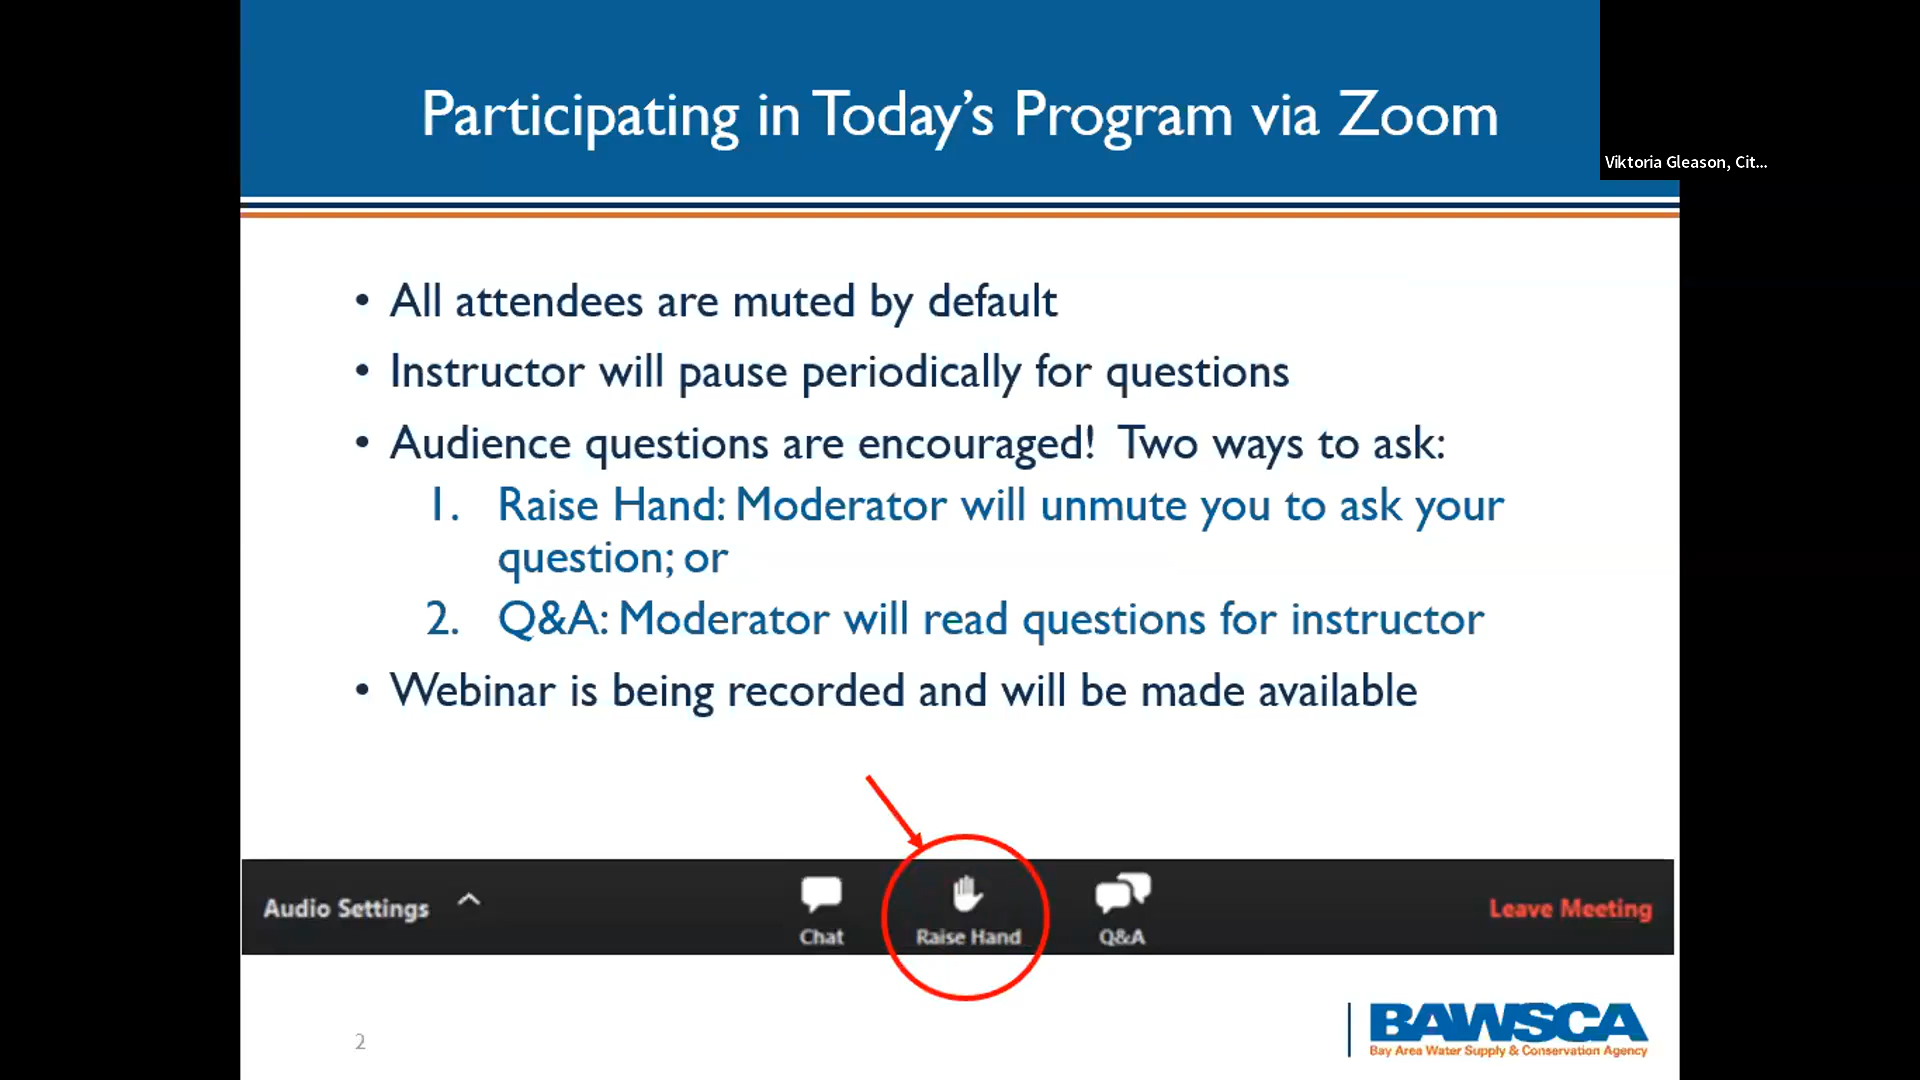 Participating in Today's Program via Zoom
Viktoria Gleason, Cit...
• All attendees are muted by default
• Instructor will pause periodically for questions
• Audience questions are encouraged! Two ways to ask:
1. Raise Hand: Moderator will unmute you to ask your
question; or
2. Q&A: Moderator will read questions for instructor
• Webinar is being recorded and will be made available
Audio Settings
Chat
Raise Hand
Q&A
Leave Meeting
2
BAWSCA
Bay Area Water Supply & Conservation Agency